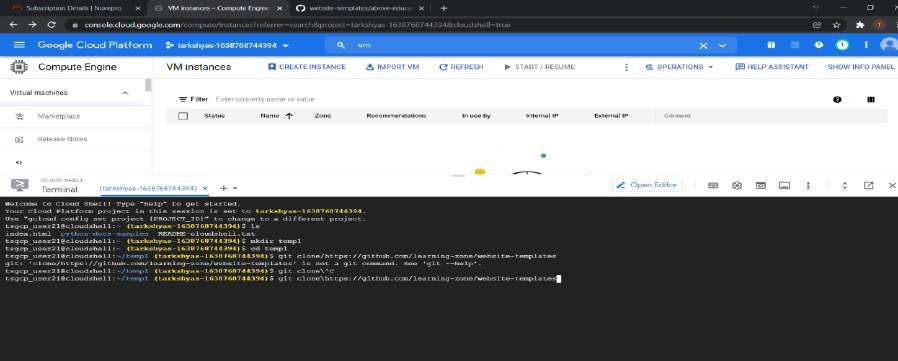 Subscription Details | Nuvepro
VM instances – Compute Engine
website-templates/above-educa
console.cloud.google.com/compute/instances?referrer=search&project=tarkshyas-1638768744394&cloudshell=true
Google Cloud Platform
tarkshyas-1638768744394
vm
Compute Engine
VM instances
CREATE INSTANCE
IMPORT VM
REFRESH
START / RESUME
OPERATIONS
HELP ASSISTANT
SHOW INFO PANEL
Virtual machines
Marketplace
Release Notes
Filter Enter property name or value
Status Name Zone Recommendations In use by Internal IP External IP Connect
CLOUD SHELL
Terminal
(tarkshyas-1638768744394)
Open Editor
Welcome to Cloud Shell! Type "help" to get started.
Your Cloud Platform project in this session is set to tarkshyas-1638768744394.
Use "gcloud config set project [PROJECT_ID]" to change to a different project.
tsgcp_user21@cloudshell:~ (tarkshyas-1638768744394)$ ls
index.html python-docs-samples README-cloudshell.txt
tsgcp_user21@cloudshell:~ (tarkshyas-1638768744394)$ mkdir temp1
tsgcp_user21@cloudshell:~ (tarkshyas-1638768744394)$ cd temp1
tsgcp_user21@cloudshell:~/temp1 (tarkshyas-1638768744394)$ git clone/https://github.com/learning-zone/website-templates
git: 'clone/https://github.com/learning-zone/website-templates' is not a git command. See 'git --help'.
tsgcp_user21@cloudshell:~/temp1 (tarkshyas-1638768744394)$ git clone\^C
tsgcp_user21@cloudshell:~/temp1 (tarkshyas-1638768744394)$ git clone\https://github.com/learning-zone/website-templates